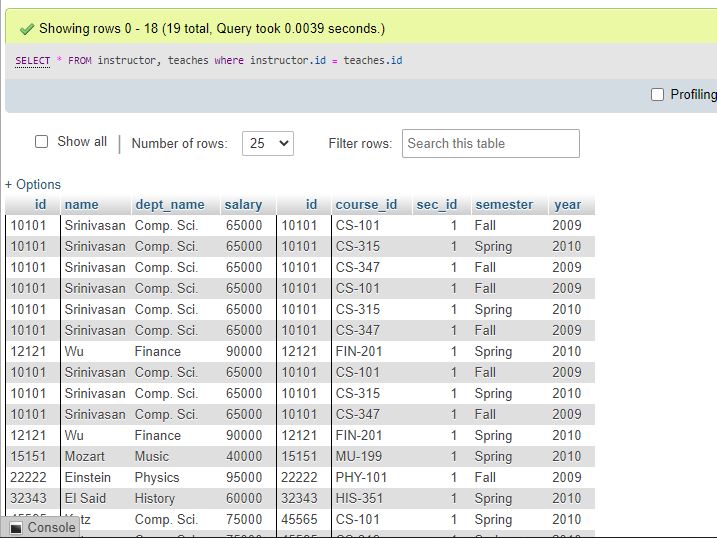 Showing rows 0 - 18 (19 total, Query took 0.0039 seconds.)
SELECT * FROM instructor, teaches where instructor.id = teaches.id
Profiling
Show all | Number of rows: 25 Filter rows: Search this table
+ Options
id name dept_name salary id course_id sec_id semester year
10101 Srinivasan Comp. Sci. 65000 10101 CS-101 1 Fall 2009
10101 Srinivasan Comp. Sci. 65000 10101 CS-315 1 Spring 2010
10101 Srinivasan Comp. Sci. 65000 10101 CS-347 1 Fall 2009
10101 Srinivasan Comp. Sci. 65000 10101 CS-101 1 Fall 2009
10101 Srinivasan Comp. Sci. 65000 10101 CS-315 1 Spring 2010
10101 Srinivasan Comp. Sci. 65000 10101 CS-347 1 Fall 2009
12121 Wu Finance 90000 12121 FIN-201 1 Spring 2010
10101 Srinivasan Comp. Sci. 65000 10101 CS-101 1 Fall 2009
10101 Srinivasan Comp. Sci. 65000 10101 CS-315 1 Spring 2010
10101 Srinivasan Comp. Sci. 65000 10101 CS-347 1 Fall 2009
12121 Wu Finance 90000 12121 FIN-201 1 Spring 2010
15151 Mozart Music 40000 15151 MU-199 1 Spring 2010
22222 Einstein Physics 95000 22222 PHY-101 1 Fall 2009
32343 El Said History 60000 32343 HIS-351 1 Spring 2010
Comp. Sci. 75000 45565 CS-101 1 Spring 2010
Console